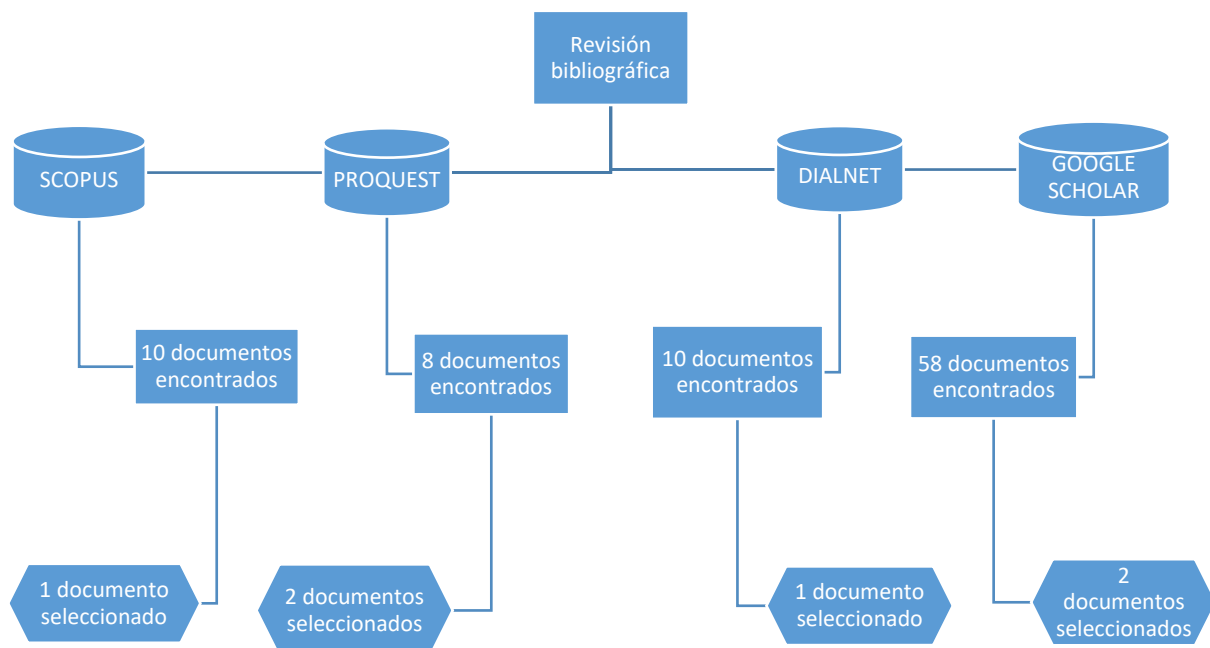 Revisión
bibliográfica
SCOPUS
PROQUEST
DIALNET
GOOGLE
SCHOLAR
10 documentos
encontrados
8 documentos
encontrados
10 documentos
encontrados
58 documentos
encontrados
1 documento
seleccionado
2 documentos
seleccionados
1 documento
seleccionado
2
documentos
seleccionados